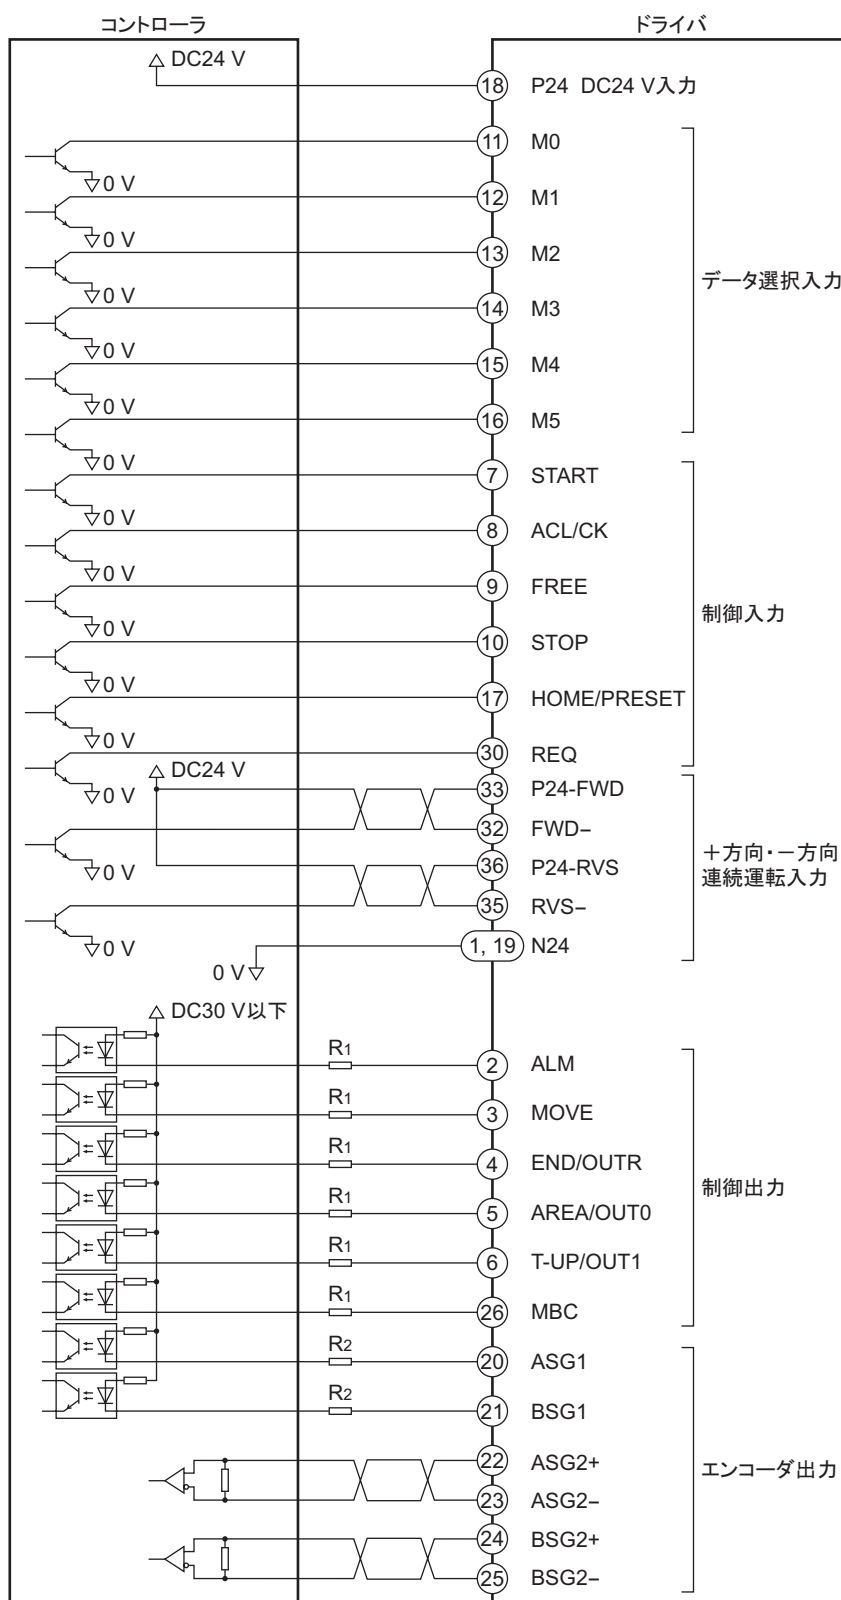 コントローラ
ドライバ
DC24 V
18 P24 DC24 V入力
11 M0
0 V
12 M1
0 V
13 M2
0 V
データ選択入力
14 M3
0 V
15 M4
0 V
16 M5
0 V
7 START
0 V
8 ACL/CK
0 V
9 FREE
0 V
制御入力
10 STOP
0 V
17 HOME/PRESET
0 V
30 REQ
DC24 V
0 V
33 P24-FWD
32 FWD−
0 V
+方向・−方向
連続運転入力
36 P24-RVS
35 RVS−
0 V
1, 19 N24
0 V
DC30 V以下
R1
2 ALM
R1
3 MOVE
R1
4 END/OUTR
制御出力
R1
5 AREA/OUT0
R1
6 T-UP/OUT1
R1
26 MBC
R2
20 ASG1
R2
21 BSG1
22 ASG2+
エンコーダ出力
23 ASG2−
24 BSG2+
25 BSG2−